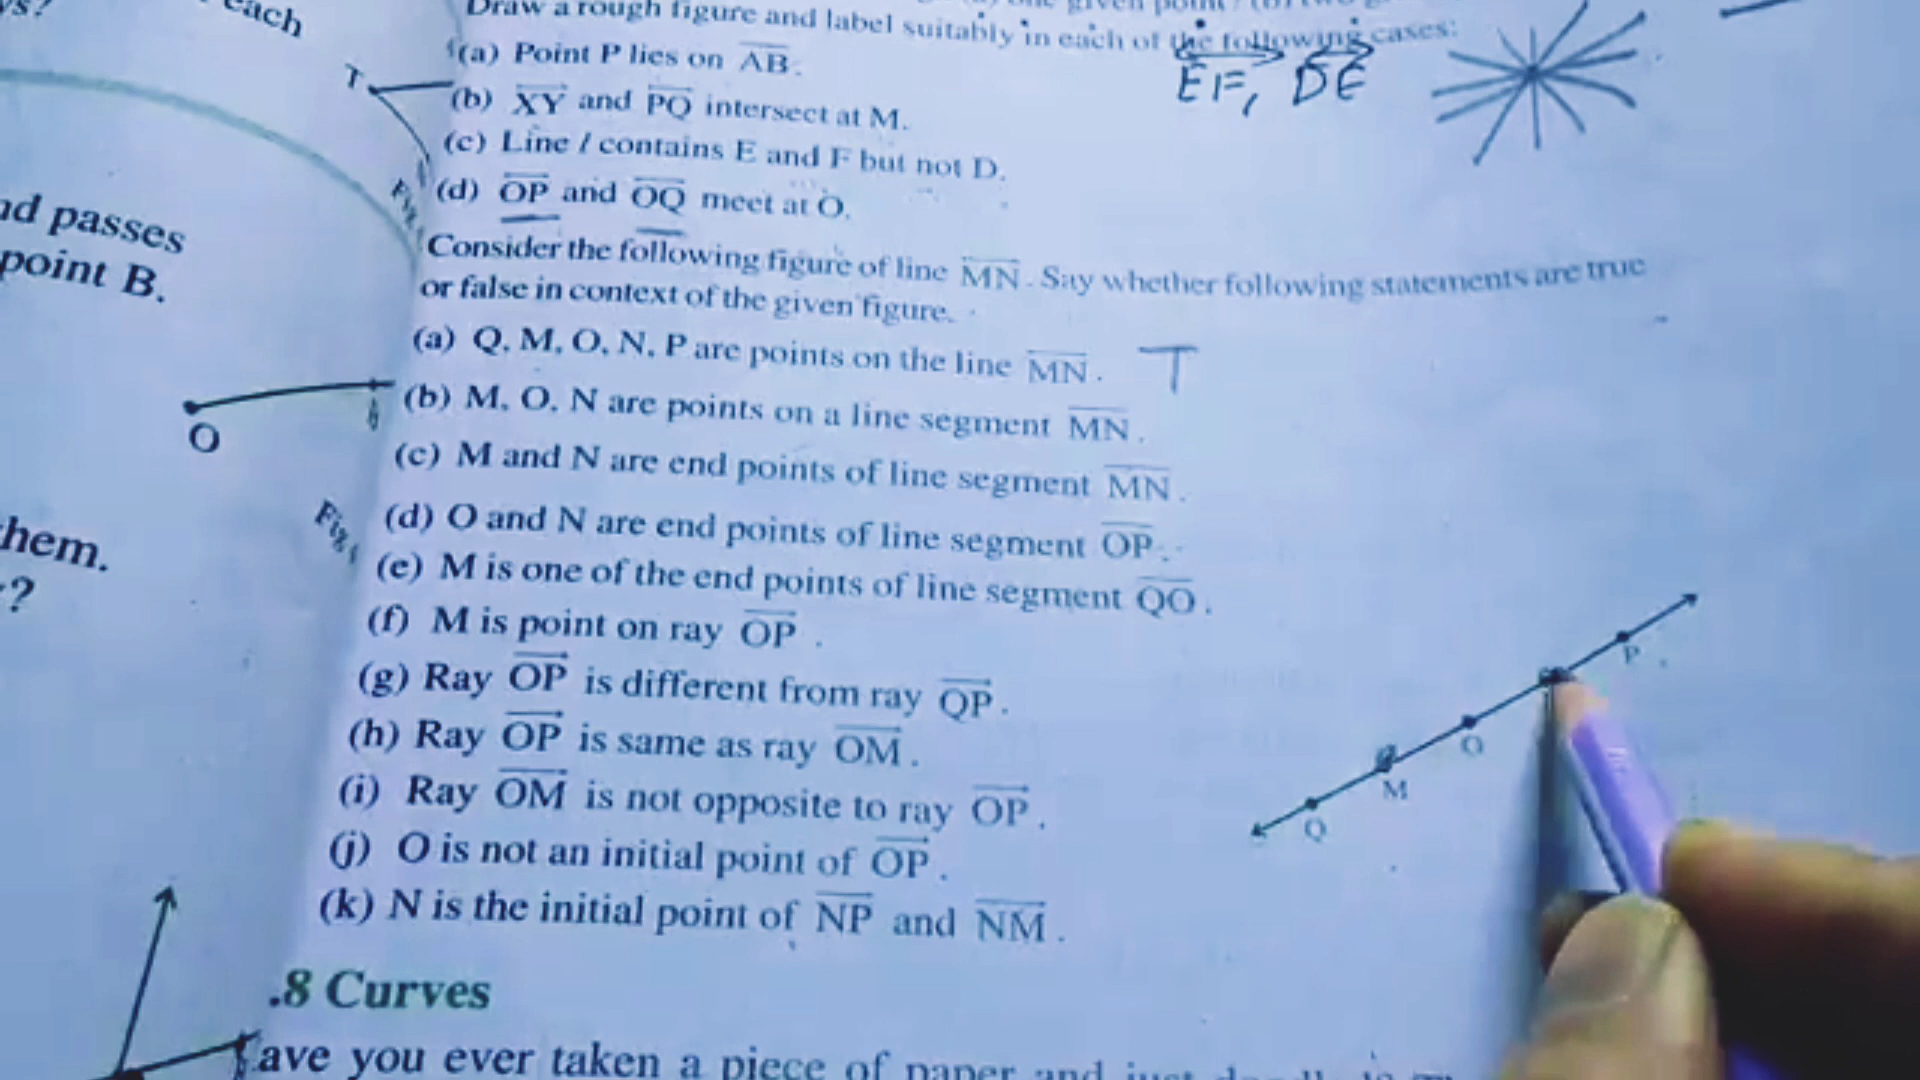 each
nd passes
point B.
O
hem.
?
Draw a rough figure and label suitably in each of the following cases:
(a) Point P lies on AB.
(b) XY and PQ intersect at M.
(c) Line l contains E and F but not D.
(d) OP and OQ meet at O.
EF, DE
T
Consider the following figure of line MN. Say whether following statements are true
or false in context of the given figure.
(a) Q, M, O, N, P are points on the line MN. T
(b) M, O, N are points on a line segment MN.
(c) M and N are end points of line segment MN.
(d) O and N are end points of line segment OP.
(e) M is one of the end points of line segment QO.
(f) M is point on ray OP.
(g) Ray OP is different from ray QP.
(h) Ray OP is same as ray OM.
(i) Ray OM is not opposite to ray OP.
(j) O is not an initial point of OP.
(k) N is the initial point of NP and NM.
P
O
M
Q
.8 Curves
ave you ever taken a piece of paper and just